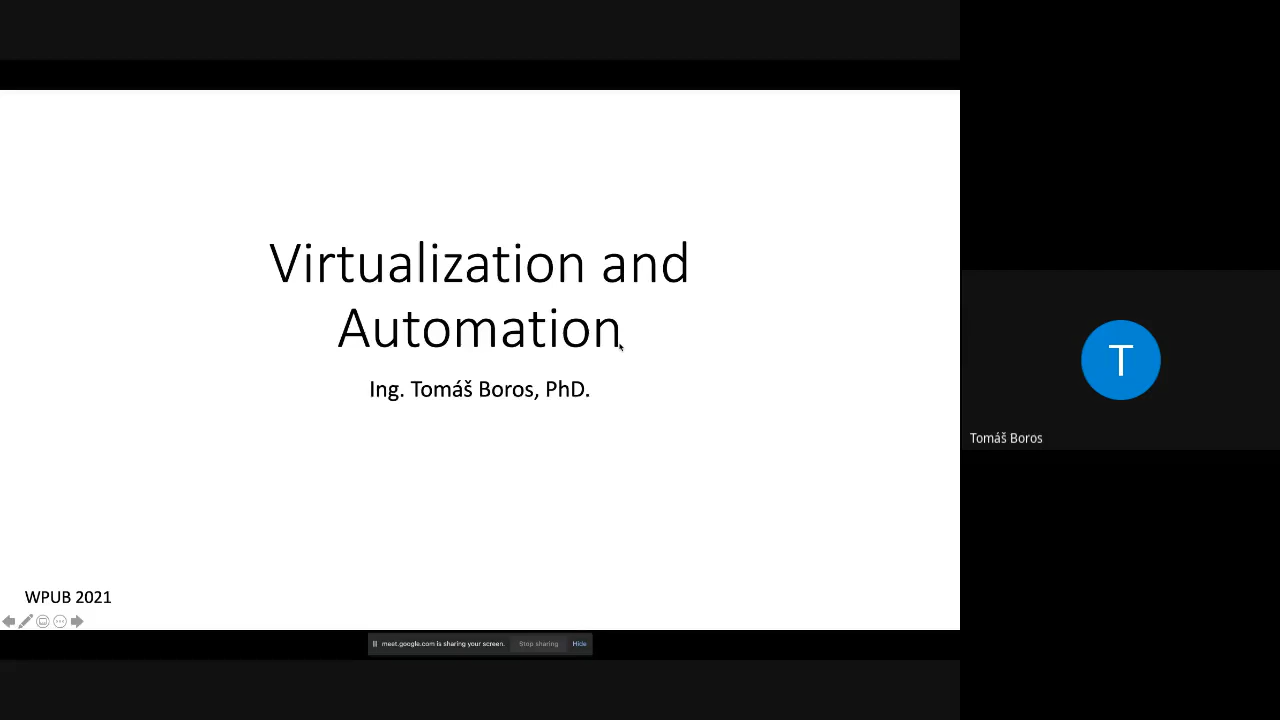 Virtualization and
Automation
Ing. Tomáš Boros, PhD.
WPUB 2021
meet.google.com is sharing your screen.
Stop sharing
Hide
T
Tomáš Boros